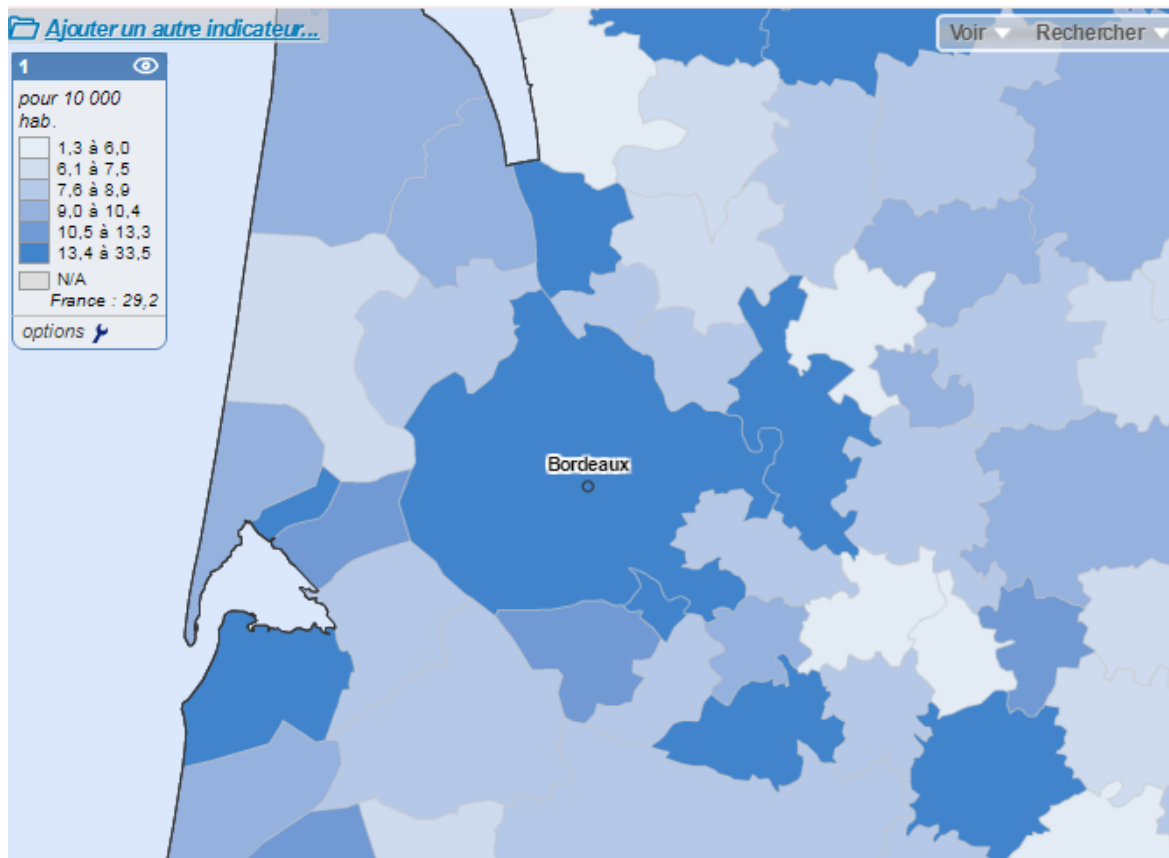 Ajouter un autre indicateur...
Voir Rechercher
1
pour 10 000
hab.
1,3 à 6,0
6,1 à 7,5
7,6 à 8,9
9,0 à 10,4
10,5 à 13,3
13,4 à 33,5
N/A
France : 29,2
options
Bordeaux